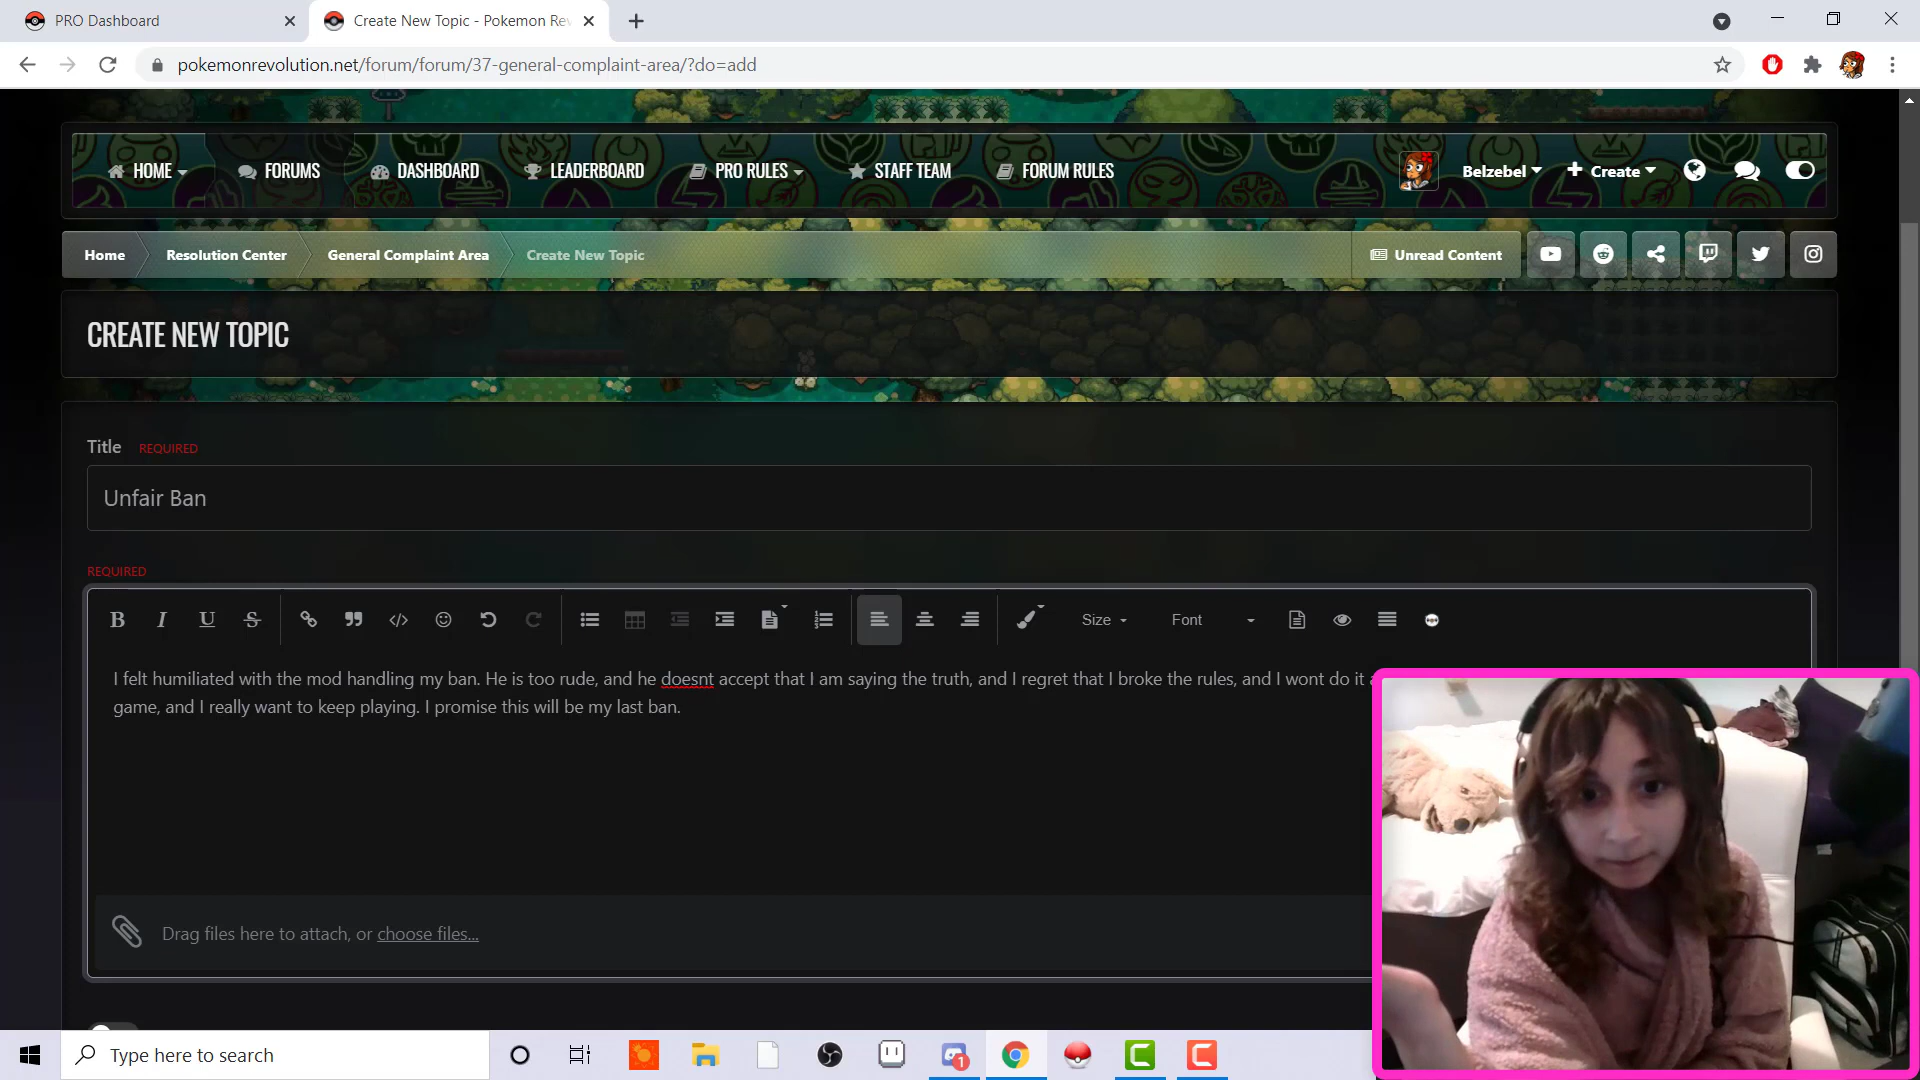 PRO Dashboard
Create New Topic - Pokemon Rev
pokemonrevolution.net/forum/forum/37-general-complaint-area/?do=add
HOME FORUMS DASHBOARD LEADERBOARD PRO RULES STAFF TEAM FORUM RULES Belzebel + Create
Home Resolution Center General Complaint Area Create New Topic Unread Content
CREATE NEW TOPIC
Title REQUIRED
Unfair Ban
REQUIRED
B I U S Size Font
I felt humiliated with the mod handling my ban. He is too rude, and he doesnt accept that I am saying the truth, and I regret that I broke the rules, and I wont do it
game, and I really want to keep playing. I promise this will be my last ban.
Drag files here to attach, or choose files...
Type here to search
1